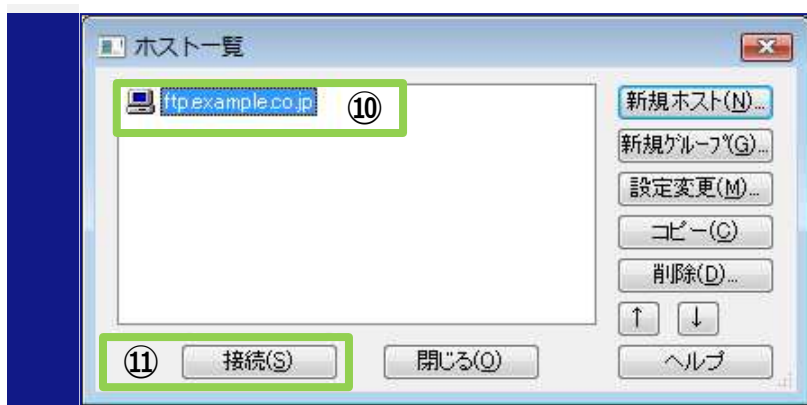 ホスト一覧
ftp.example.co.jp
⑩
新規ホスト(N)...
新規グループ(G)...
設定変更(M)...
コピー(C)
削除(D)...
↑ ↓
⑪ 接続(S) 閉じる(O) ヘルプ